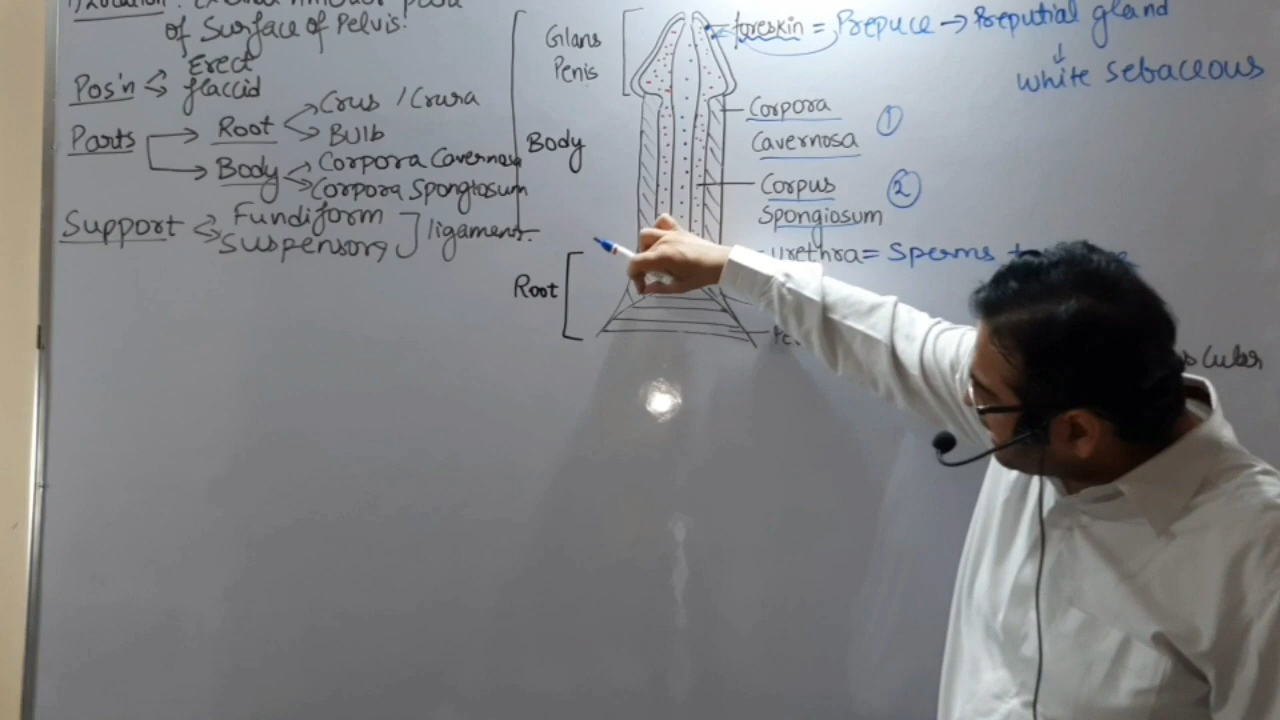 of Surface of Pelvis.
Pos'n
Erect
flaccid
Parts
Root
Crus / Crura
Bulb
Body
Corpora Cavernosa
Corpora Spongiosum
Support
Fundiform
Suspensory
ligament.
Glans
Penis
Body
Root
foreskin = Prepuce → Preputial gland
↓
white sebaceous
Corpora
Cavernosa
①
Corpus
Spongiosum
②
urethra = Sperms